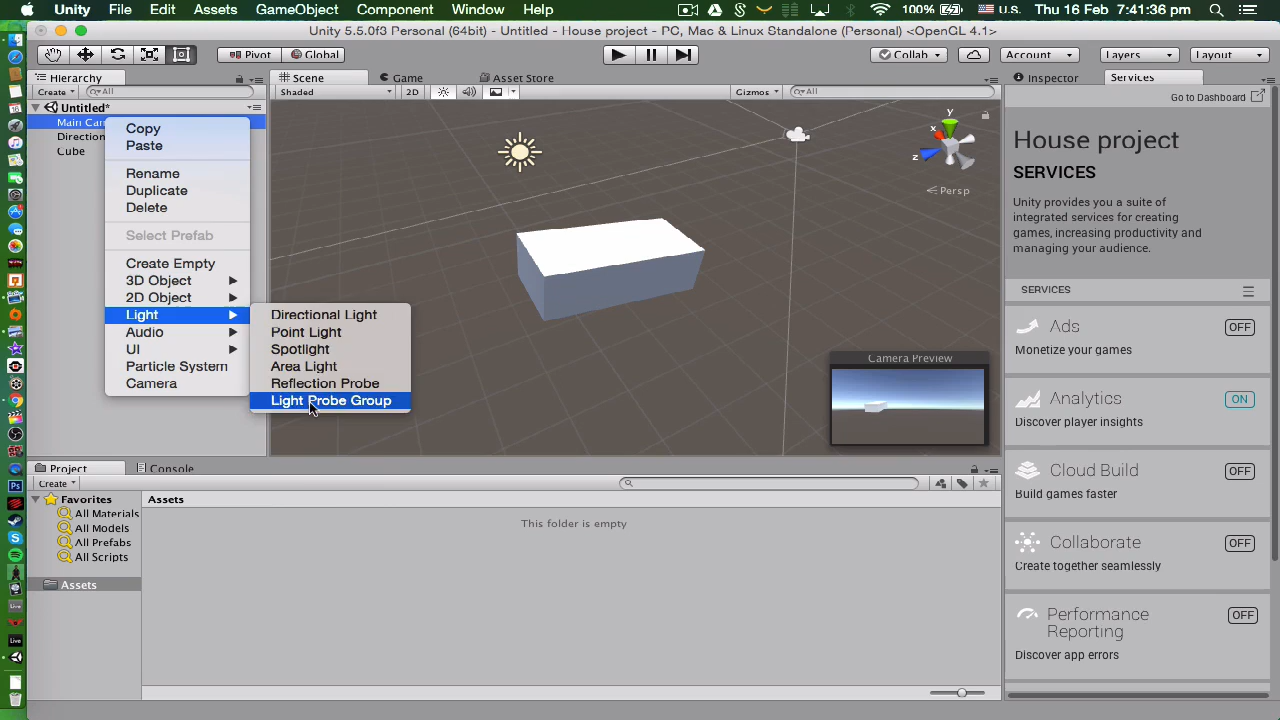 Unity File Edit Assets GameObject Component Window Help 100% U.S. Thu 16 Feb 7:41:36 pm
Unity 5.5.0f3 Personal (64bit) - Untitled - House project - PC, Mac & Linux Standalone (Personal) <OpenGL 4.1>
Pivot Global Collab Account Layers Layout
Hierarchy Scene Game Asset Store Inspector Services
Create All Shaded 2D Gizmos All Go to Dashboard
Untitled*
Main Cam
Direction
Cube
Copy
Paste
Rename
Duplicate
Delete
Select Prefab
Create Empty
3D Object
2D Object
Light
Audio
UI
Particle System
Camera
Directional Light
Point Light
Spotlight
Area Light
Reflection Probe
Light Probe Group
y
x
z
Persp
Camera Preview
House project
SERVICES
Unity provides you a suite of
integrated services for creating
games, increasing productivity and
managing your audience.
SERVICES
Ads OFF
Monetize your games
Analytics ON
Discover player insights
Cloud Build OFF
Build games faster
Collaborate OFF
Create together seamlessly
Performance
Reporting OFF
Discover app errors
Project Console
Create
Favorites
All Materials
All Models
All Prefabs
All Scripts
Assets
Assets
This folder is empty